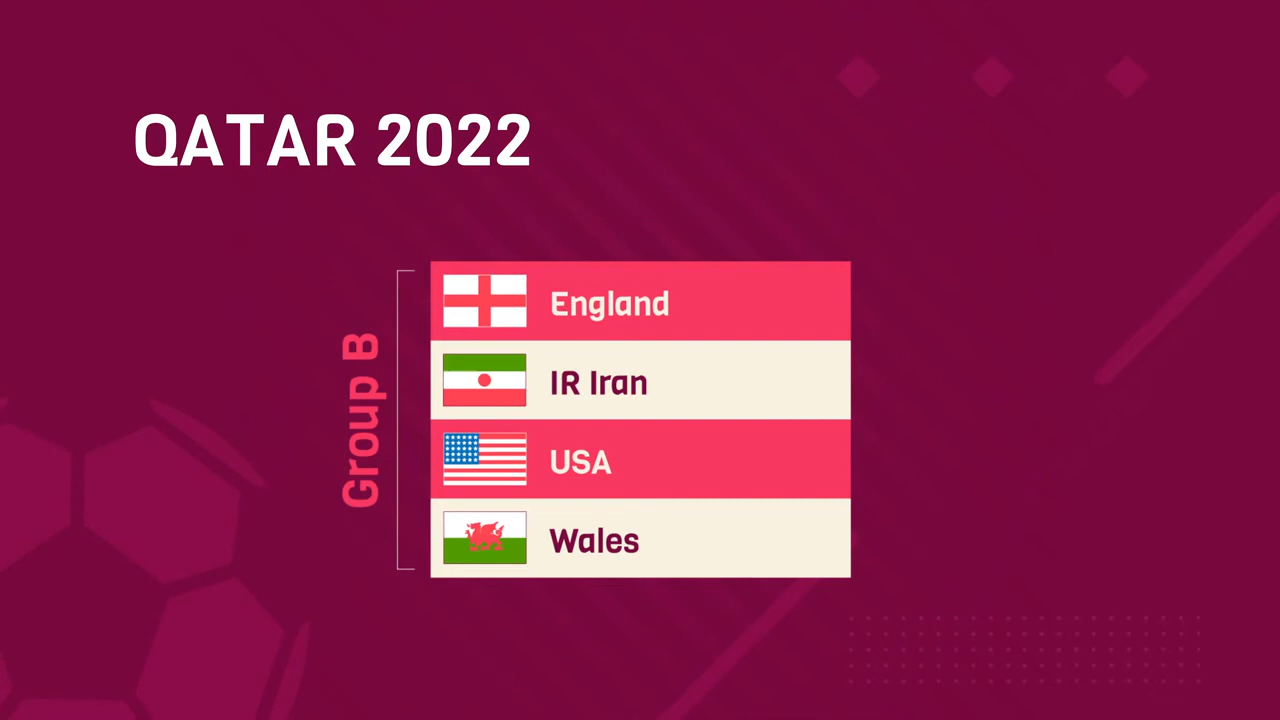 QATAR 2022
Group B
England
IR Iran
USA
Wales